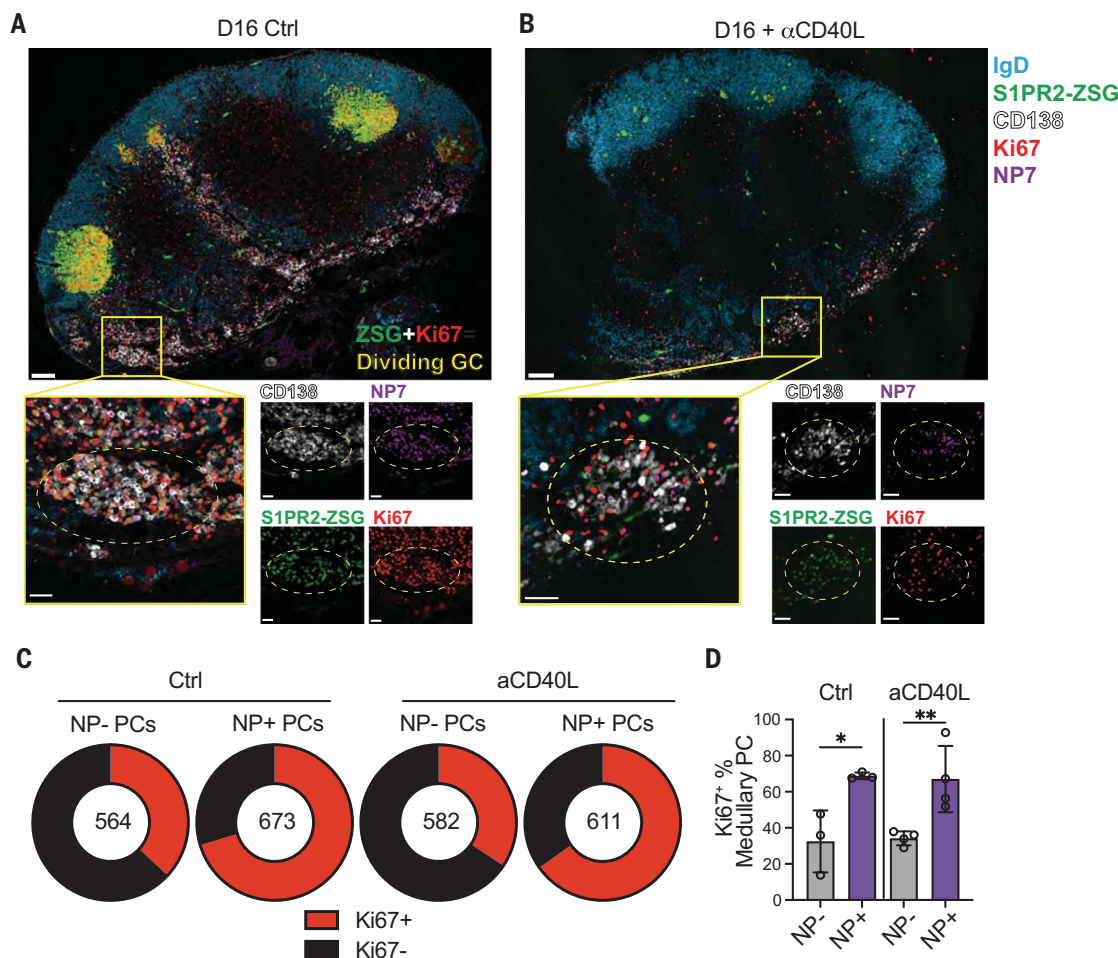 A
D16 Ctrl
ZSG+Ki67=
Dividing GC
CD138
NP7
S1PR2-ZSG
Ki67
B
D16 + αCD40L
IgD
S1PR2-ZSG
CD138
Ki67
NP7
CD138
NP7
S1PR2-ZSG
Ki67
C
Ctrl
aCD40L
NP- PCs
NP+ PCs
NP- PCs
NP+ PCs
564
673
582
611
Ki67+
Ki67-
D
Ctrl
aCD40L
*
**
Ki67+ %
Medullary PC
100
80
60
40
20
0
NP-
NP+
NP-
NP+